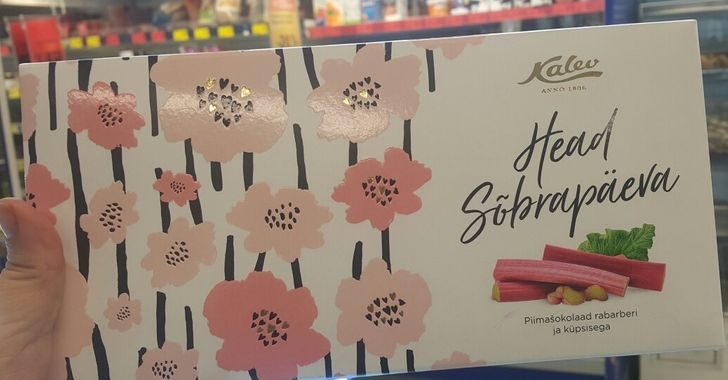 Kalev
ANNO 1806
Head
Sõbrapäeva
Piimašokolaad rabarberi
ja küpsisega